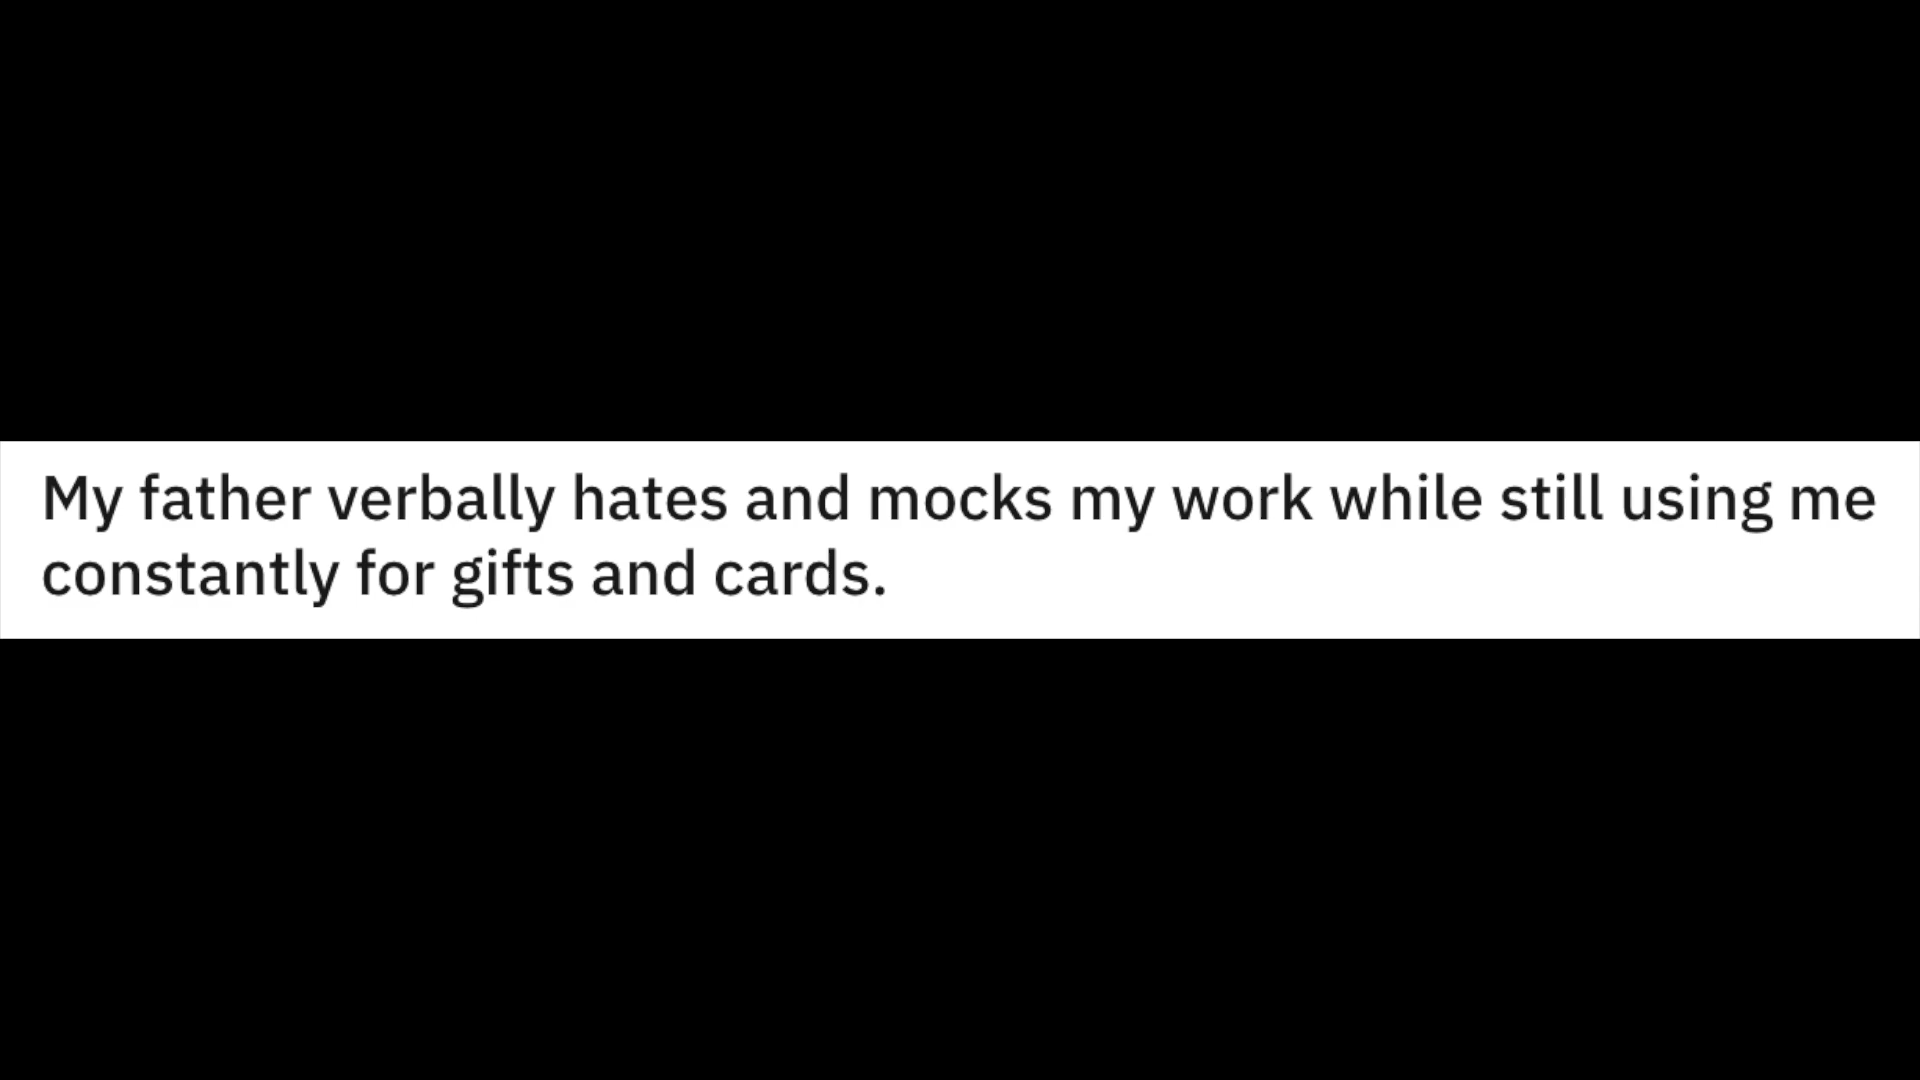 My father verbally hates and mocks my work while still using me
constantly for gifts and cards.